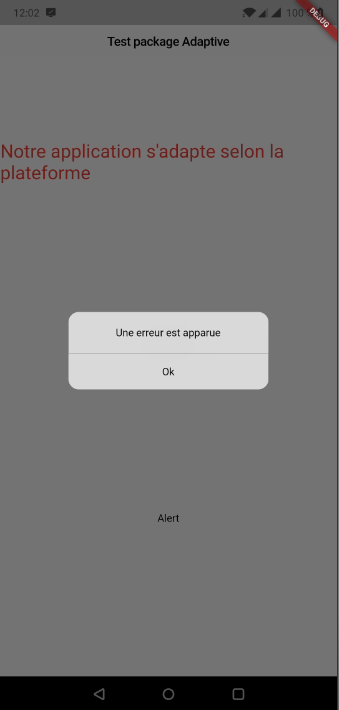 12:02
100
DEBUG
Test package Adaptive
Notre application s'adapte selon la
plateforme
Une erreur est apparue
Ok
Alert